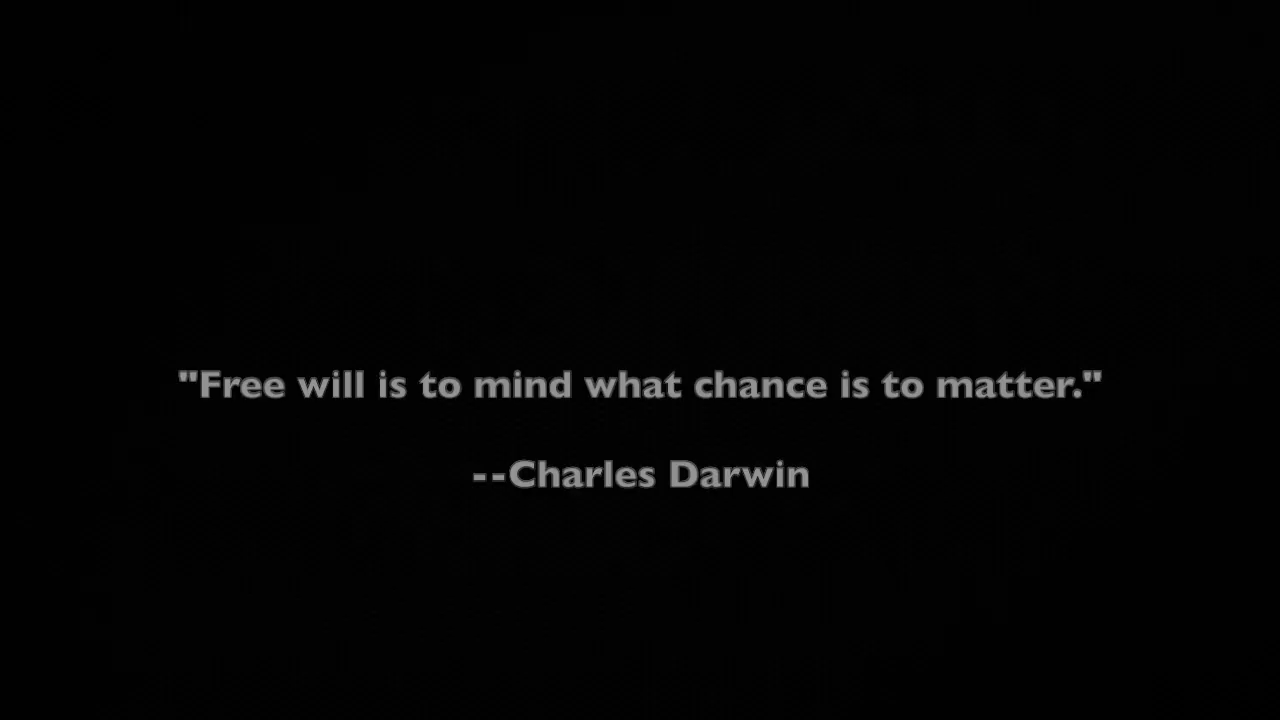 "Free will is to mind what chance is to matter."
--Charles Darwin